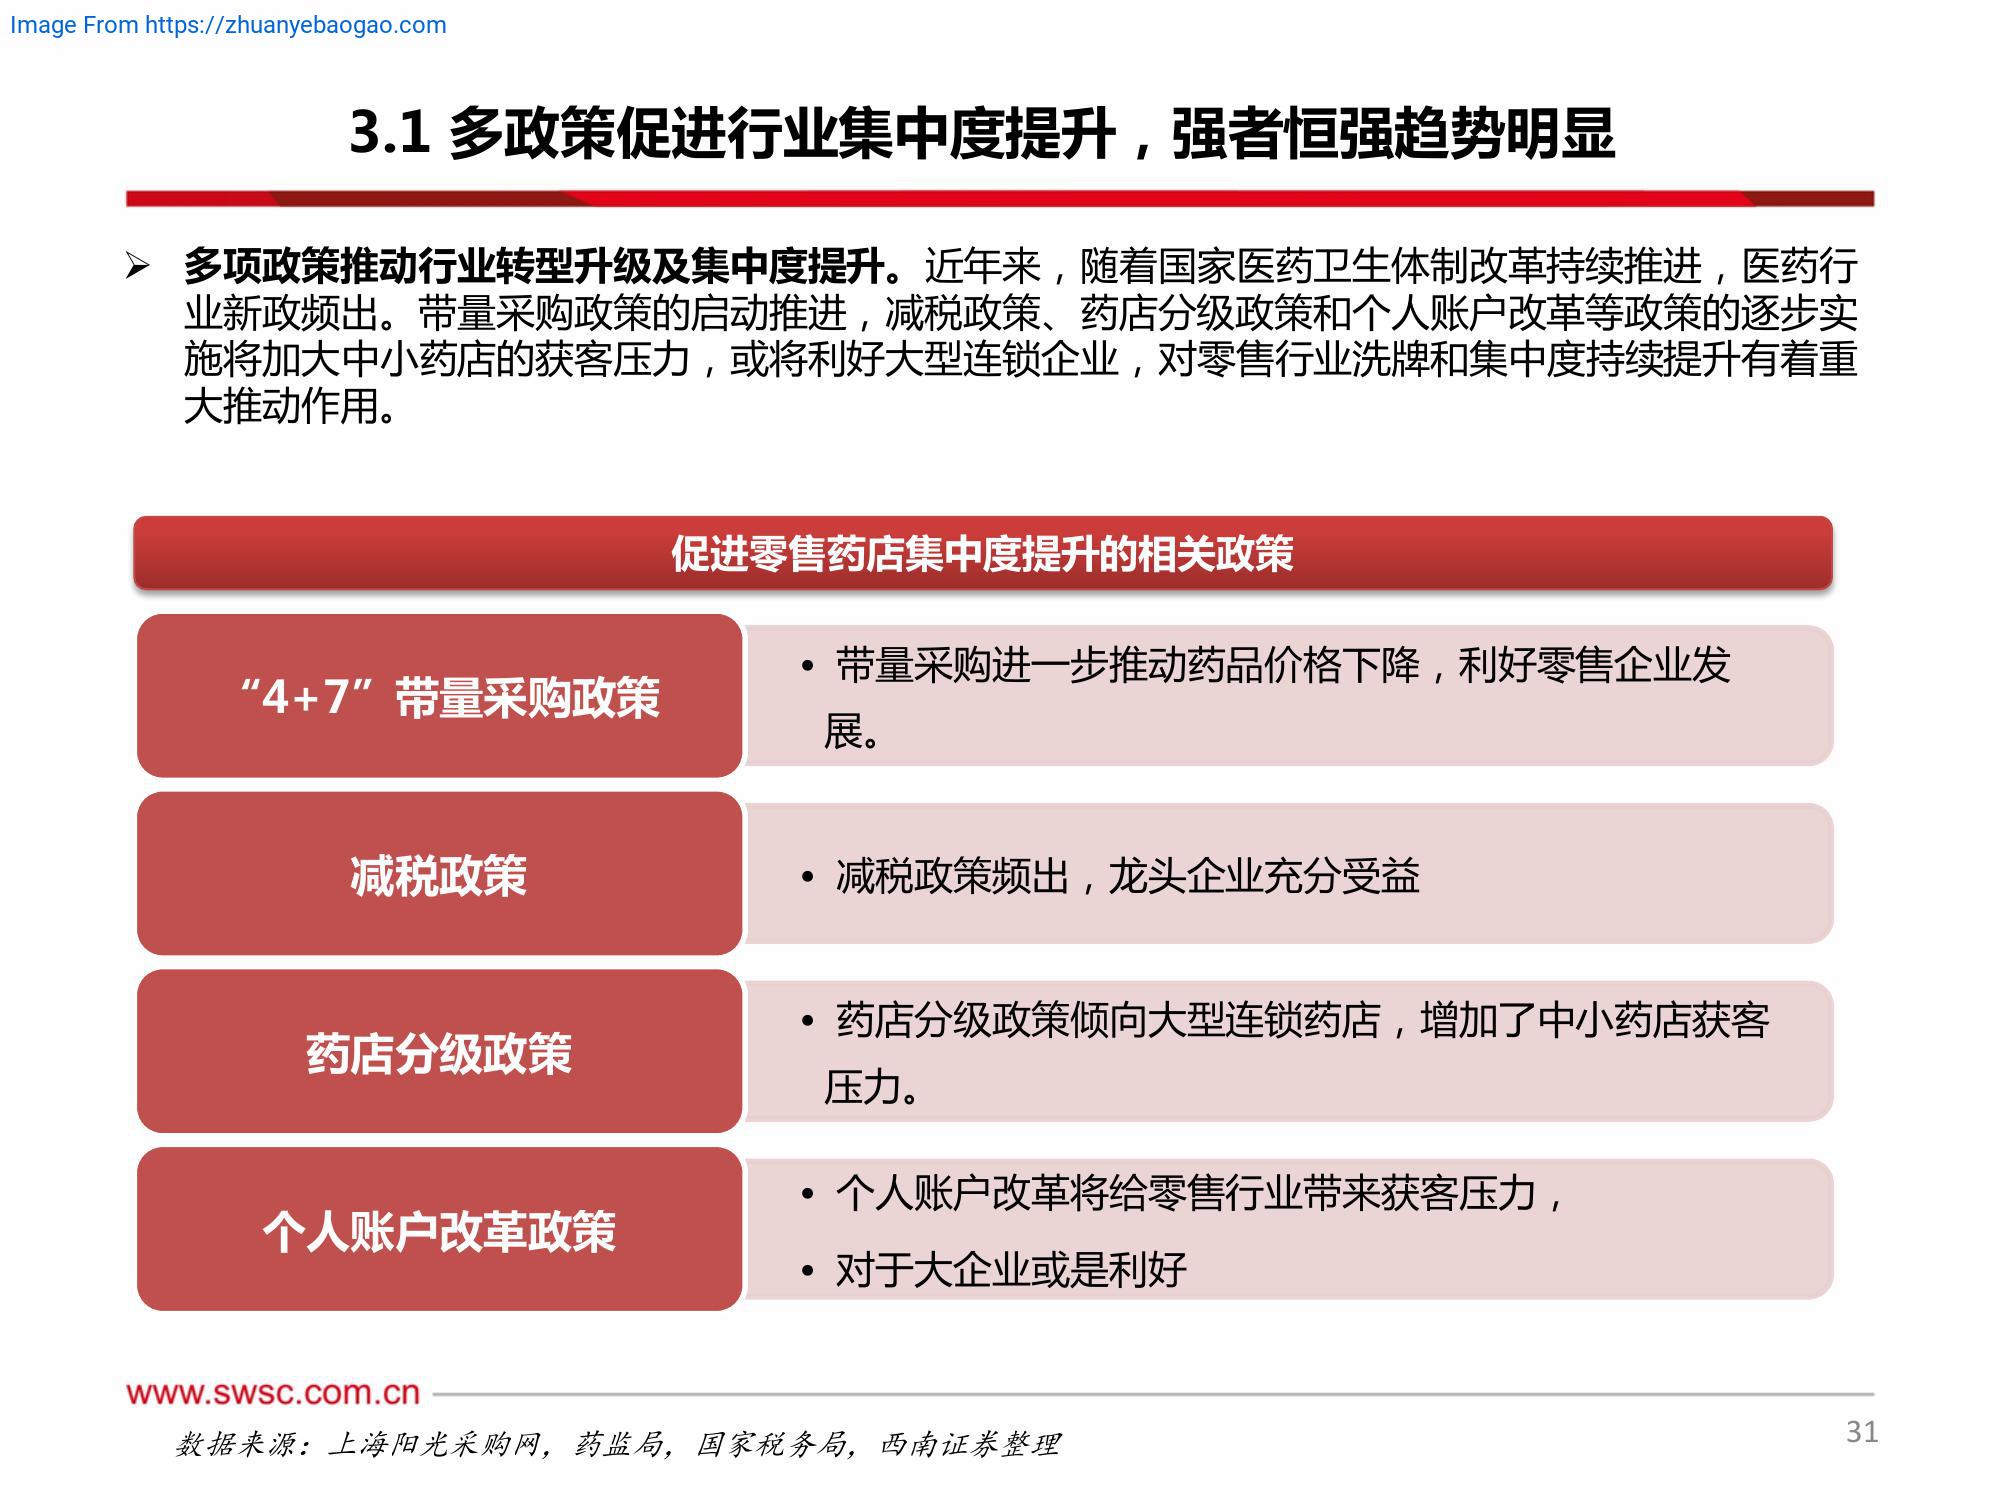 Image From https://zhuanyebaogao.com
3.1 多政策促进行业集中度提升，强者恒强趋势明显
➢ 多项政策推动行业转型升级及集中度提升。近年来，随着国家医药卫生体制改革持续推进，医药行
业新政频出。带量采购政策的启动推进，减税政策、药店分级政策和个人账户改革等政策的逐步实
施将加大中小药店的获客压力，或将利好大型连锁企业，对零售行业洗牌和集中度持续提升有着重
大推动作用。
促进零售药店集中度提升的相关政策
“4+7”带量采购政策
• 带量采购进一步推动药品价格下降，利好零售企业发
展。
减税政策
• 减税政策频出，龙头企业充分受益
药店分级政策
• 药店分级政策倾向大型连锁药店，增加了中小药店获客
压力。
个人账户改革政策
• 个人账户改革将给零售行业带来获客压力，
• 对于大企业或是利好
www.swsc.com.cn
数据来源：上海阳光采购网，药监局，国家税务局，西南证券整理
31